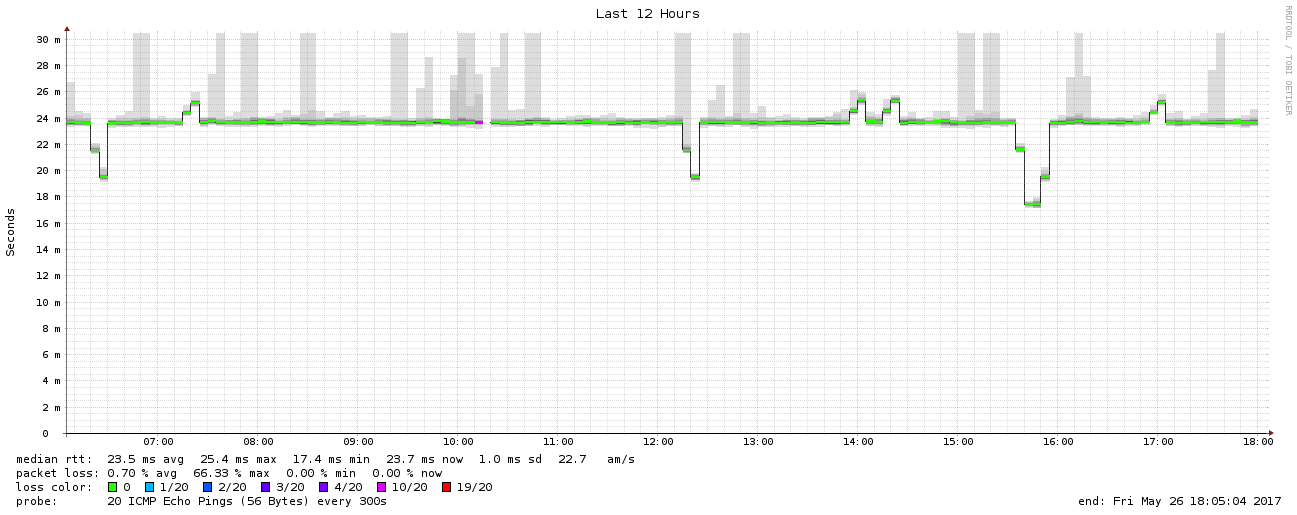 Last 12 Hours
RRDTOOL / TOBI OETIKER
Seconds
30 m
28 m
26 m
24 m
22 m
20 m
18 m
16 m
14 m
12 m
10 m
8 m
6 m
4 m
2 m
0
07:00 08:00 09:00 10:00 11:00 12:00 13:00 14:00 15:00 16:00 17:00 18:00
median rtt: 23.5 ms avg 25.4 ms max 17.4 ms min 23.7 ms now 1.0 ms sd 22.7 am/s
packet loss: 0.70 % avg 66.33 % max 0.00 % min 0.00 % now
loss color: 0 1/20 2/20 3/20 4/20 10/20 19/20
probe: 20 ICMP Echo Pings (56 Bytes) every 300s end: Fri May 26 18:05:04 2017